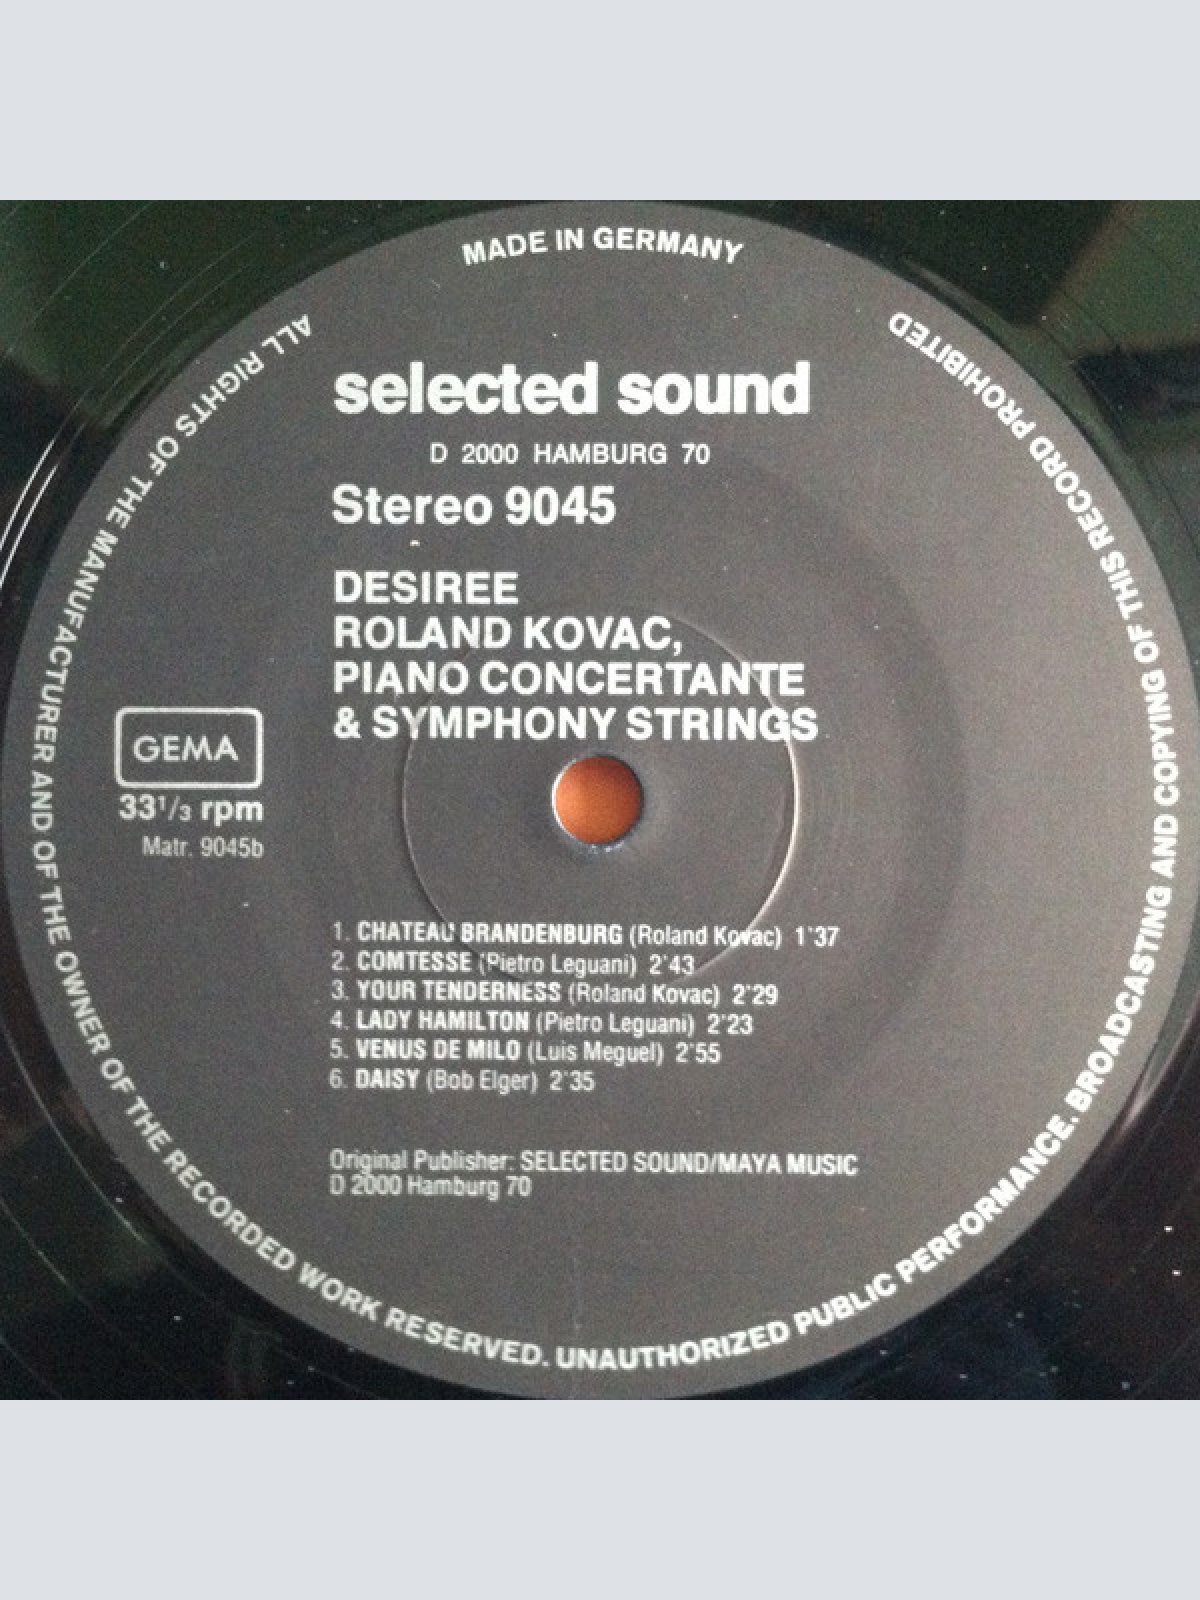 MADE IN GERMANY
selected sound
D 2000 HAMBURG 70
Stereo 9045
DESIREE
ROLAND KOVAC,
PIANO CONCERTANTE
& SYMPHONY STRINGS
GEMA
33 1/3 rpm
Matr. 9045b
1. CHATEAU BRANDENBURG (Roland Kovac) 1'37
2. COMTESSE (Pietro Leguani) 2'43
3. YOUR TENDERNESS (Roland Kovac) 2'29
4. LADY HAMILTON (Pietro Leguani) 2'23
5. VENUS DE MILO (Luis Meguel) 2'55
6. DAISY (Bob Elger) 2'35
Original Publisher: SELECTED SOUND/MAYA MUSIC
D 2000 Hamburg 70
ALL RIGHTS OF THE MANUFACTURER AND OF THE OWNER OF THE RECORDED WORK RESERVED. UNAUTHORIZED PUBLIC PERFORMANCE. BROADCASTING AND COPYING OF THIS RECORD PROHIBITED